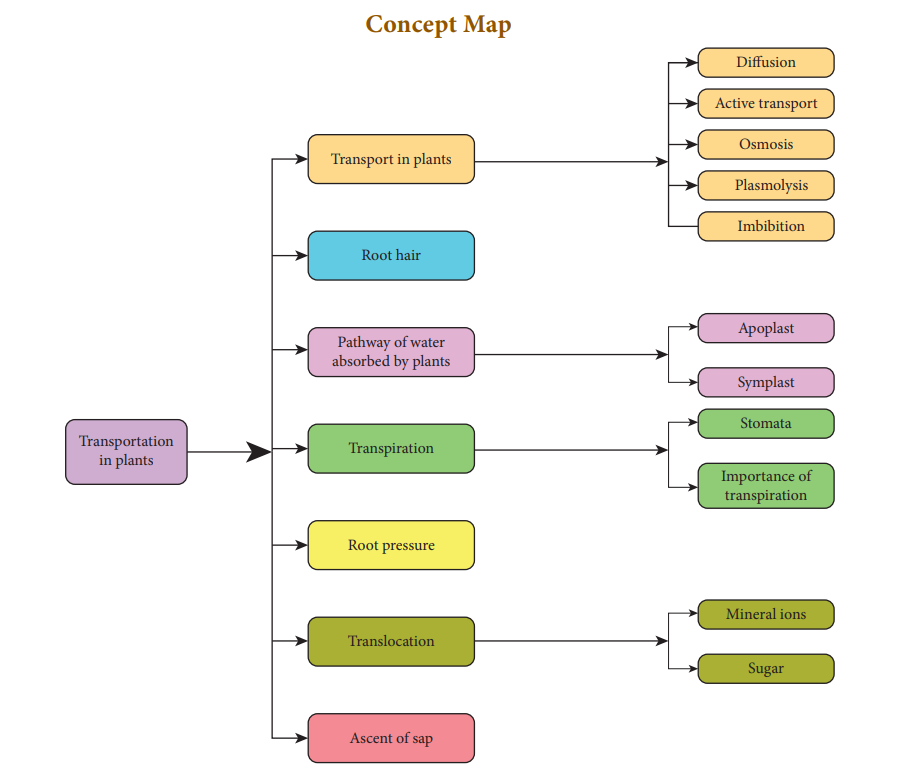 Concept Map
Transportation
in plants
Transport in plants
Diffusion
Active transport
Osmosis
Plasmolysis
Imbibition
Root hair
Pathway of water
absorbed by plants
Apoplast
Symplast
Transpiration
Stomata
Importance of
transpiration
Root pressure
Translocation
Mineral ions
Sugar
Ascent of sap